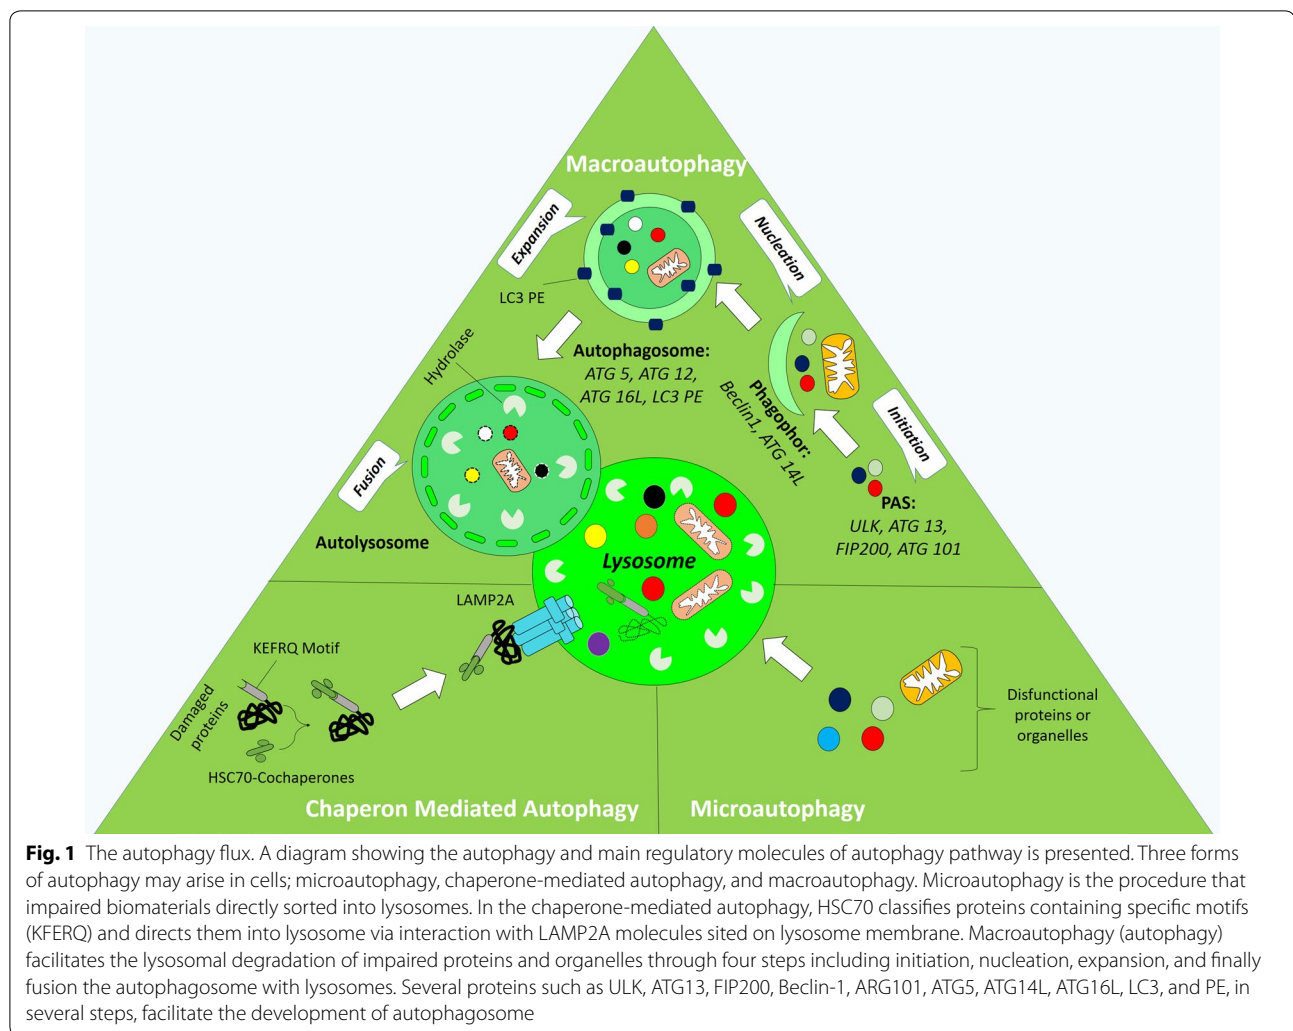 Macroautophagy
Expansion
Nucleation
LC3 PE
Hydrolase
Autophagosome:
ATG 5, ATG 12,
ATG 16L, LC3 PE
Phagophor:
Beclin1, ATG 14L
Initiation
Fusion
PAS:
ULK, ATG 13,
FIP200, ATG 101
Autolysosome
Lysosome
LAMP2A
KEFRQ Motif
Damaged
proteins
HSC70-Cochaperones
Disfunctional
proteins or
organelles
Chaperon Mediated Autophagy
Microautophagy
Fig. 1 The autophagy flux. A diagram showing the autophagy and main regulatory molecules of autophagy pathway is presented. Three forms
of autophagy may arise in cells; microautophagy, chaperone-mediated autophagy, and macroautophagy. Microautophagy is the procedure that
impaired biomaterials directly sorted into lysosomes. In the chaperone-mediated autophagy, HSC70 classifies proteins containing specific motifs
(KFERQ) and directs them into lysosome via interaction with LAMP2A molecules sited on lysosome membrane. Macroautophagy (autophagy)
facilitates the lysosomal degradation of impaired proteins and organelles through four steps including initiation, nucleation, expansion, and finally
fusion the autophagosome with lysosomes. Several proteins such as ULK, ATG13, FIP200, Beclin-1, ARG101, ATG5, ATG14L, ATG16L, LC3, and PE, in
several steps, facilitate the development of autophagosome